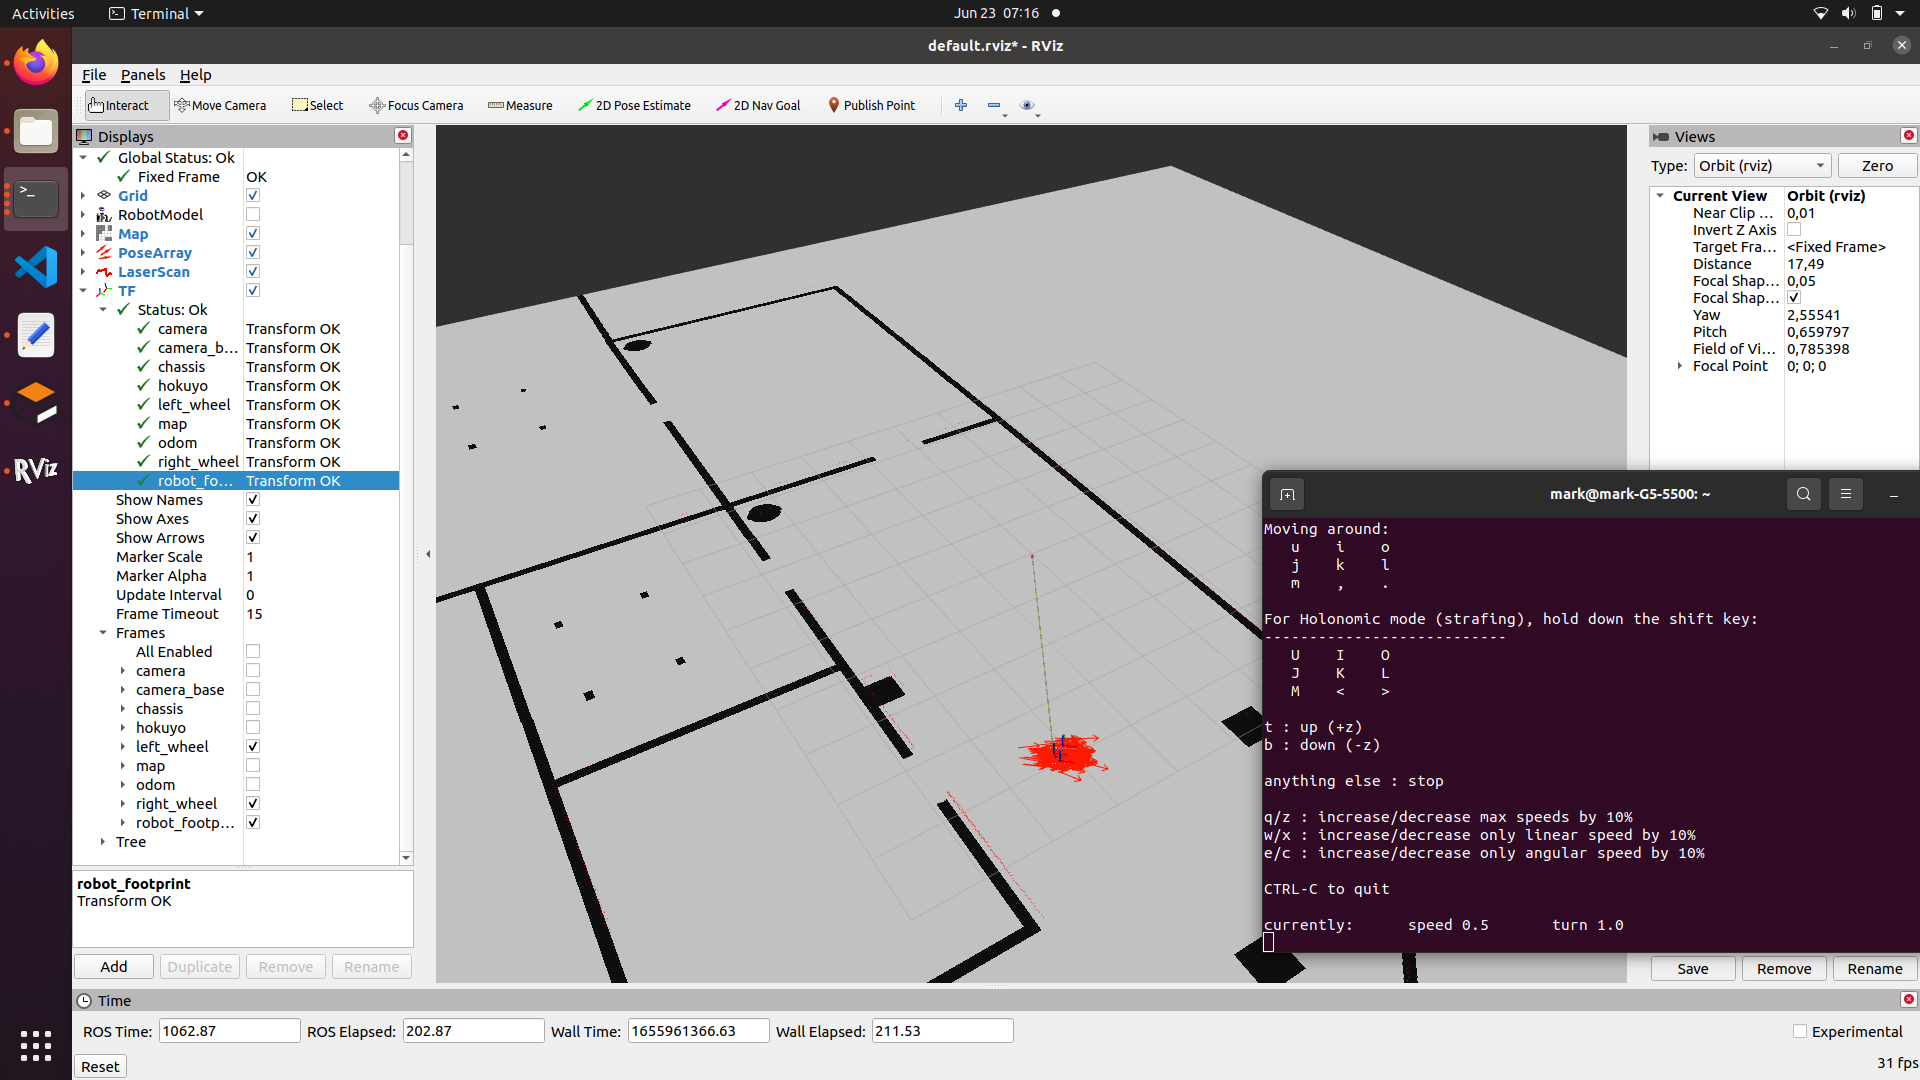 Activities Terminal Jun 23 07:16
default.rviz* - RViz
File Panels Help
Interact Move Camera Select Focus Camera Measure 2D Pose Estimate 2D Nav Goal Publish Point
Displays
Global Status: Ok
Fixed Frame OK
Grid
RobotModel
Map
PoseArray
LaserScan
TF
Status: Ok
camera Transform OK
camera_b... Transform OK
chassis Transform OK
hokuyo Transform OK
left_wheel Transform OK
map Transform OK
odom Transform OK
right_wheel Transform OK
robot_fo... Transform OK
Show Names
Show Axes
Show Arrows
Marker Scale 1
Marker Alpha 1
Update Interval 0
Frame Timeout 15
Frames
All Enabled
camera
camera_base
chassis
hokuyo
left_wheel
map
odom
right_wheel
robot_footp...
Tree
robot_footprint
Transform OK
Add Duplicate Remove Rename
Views
Type: Orbit (rviz) Zero
Current View Orbit (rviz)
Near Clip ... 0,01
Invert Z Axis
Target Fra... <Fixed Frame>
Distance 17,49
Focal Shap... 0,05
Focal Shap...
Yaw 2,55541
Pitch 0,659797
Field of Vi... 0,785398
Focal Point 0; 0; 0
mark@mark-G5-5500: ~
Moving around:
u i o
j k l
m , .
For Holonomic mode (strafing), hold down the shift key:
---------------------------
U I O
J K L
M < >
t : up (+z)
b : down (-z)
anything else : stop
q/z : increase/decrease max speeds by 10%
w/x : increase/decrease only linear speed by 10%
e/c : increase/decrease only angular speed by 10%
CTRL-C to quit
currently: speed 0.5 turn 1.0
Save Remove Rename
Time
ROS Time: 1062.87 ROS Elapsed: 202.87 Wall Time: 1655961366.63 Wall Elapsed: 211.53 Experimental
Reset 31 fps
RViz